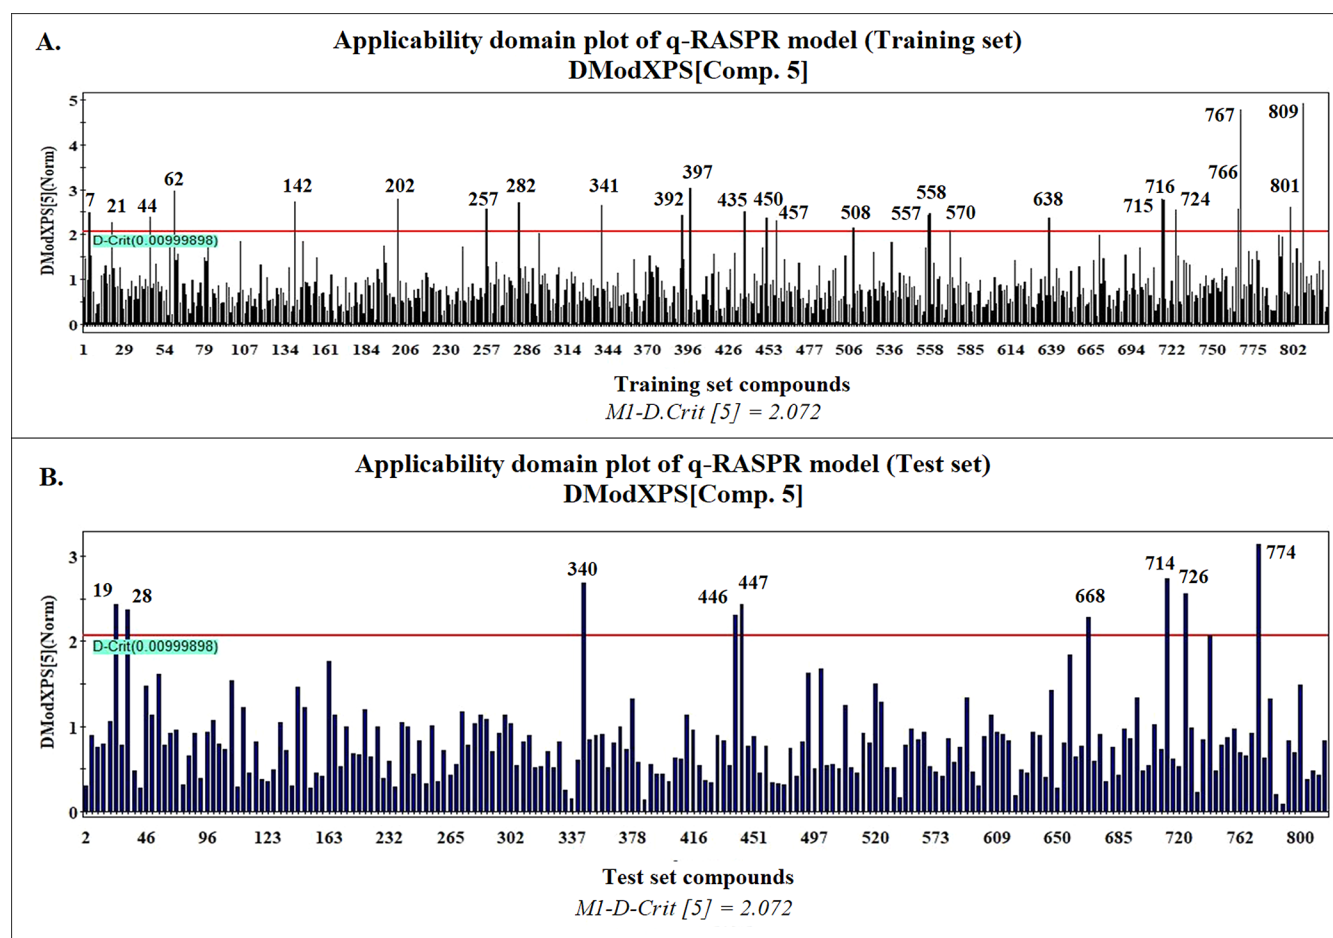 A.
Applicability domain plot of q-RASPR model (Training set)
DModXPS[Comp. 5]
DModXPS[5](Norm)
5
4
3
2
1
0
D-Crit(0.00999898)
7 21 44 62 142 202 257 282 341 392 397 435 450 457 508 557 558 570 638 715 716 724 766 767 801 809
1 29 54 79 107 134 161 184 206 230 257 286 314 344 370 396 426 453 477 506 536 558 585 614 639 665 694 722 750 775 802
Training set compounds
M1-D.Crit [5] = 2.072
B.
Applicability domain plot of q-RASPR model (Test set)
DModXPS[Comp. 5]
DModXPS[5](Norm)
3
2
1
0
D-Crit(0.00999898)
19 28 340 446 447 668 714 726 774
2 46 96 123 163 232 265 302 337 378 416 451 497 520 573 609 650 685 720 762 800
Test set compounds
M1-D-Crit [5] = 2.072